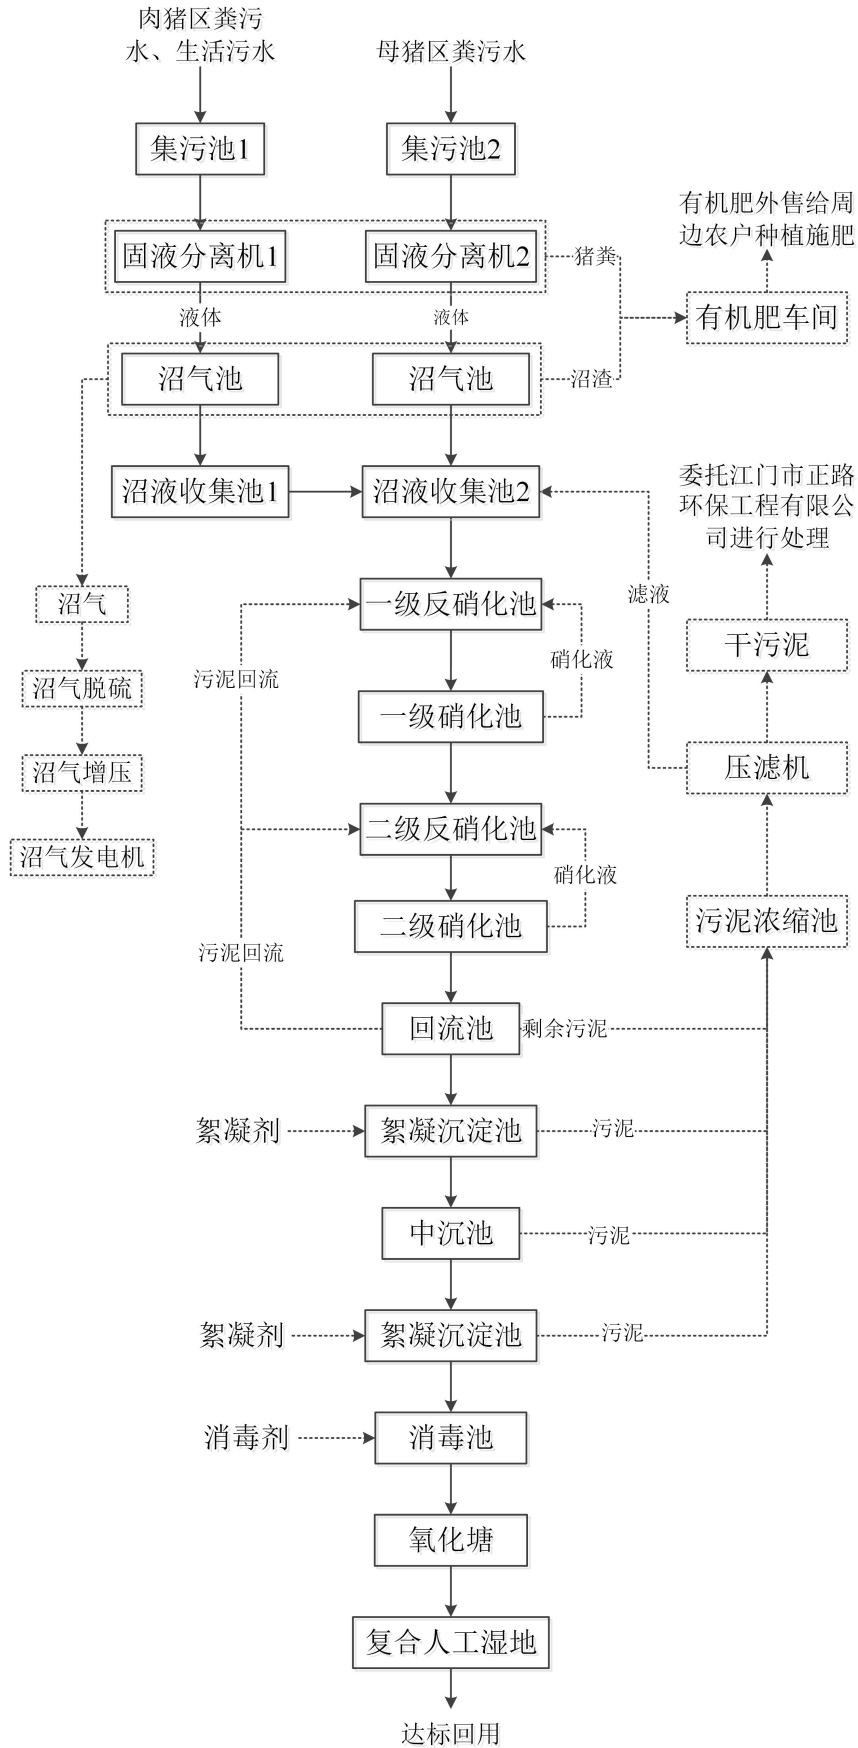 肉猪区粪污
水、生活污水
母猪区粪污水
集污池1
集污池2
有机肥外售给周
边农户种植施肥
固液分离机1
固液分离机2
猪粪
液体
液体
有机肥车间
沼气池
沼气池
沼渣
沼液收集池1
沼液收集池2
委托江门市正路
环保工程有限公
司进行处理
沼气
一级反硝化池
滤液
干污泥
硝化液
污泥回流
沼气脱硫
一级硝化池
沼气增压
压滤机
二级反硝化池
沼气发电机
硝化液
二级硝化池
污泥浓缩池
污泥回流
回流池
剩余污泥
絮凝剂
絮凝沉淀池
污泥
中沉池
污泥
絮凝剂
絮凝沉淀池
污泥
消毒剂
消毒池
氧化塘
复合人工湿地
达标回用